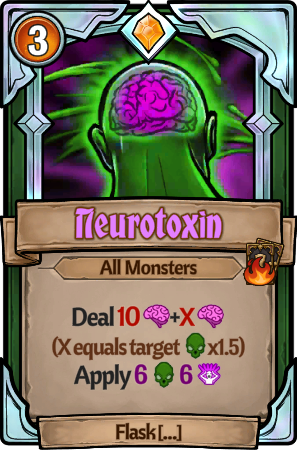 3
Neurotoxin
All Monsters
Deal 10 +X
(X equals target x1.5)
Apply 6 6
Flask [...]